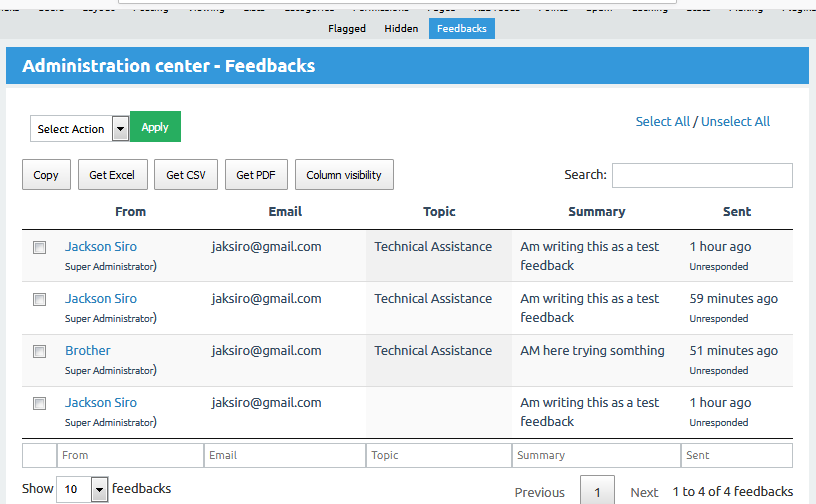 Flagged Hidden Feedbacks
Administration center - Feedbacks
Select Action Apply Select All / Unselect All
Copy Get Excel Get CSV Get PDF Column visibility Search:
From Email Topic Summary Sent
Jackson Siro jaksiro@gmail.com Technical Assistance Am writing this as a test 1 hour ago
Super Administrator) feedback Unresponded
Jackson Siro jaksiro@gmail.com Technical Assistance Am writing this as a test 59 minutes ago
Super Administrator) feedback Unresponded
Brother jaksiro@gmail.com Technical Assistance AM here trying somthing 51 minutes ago
Super Administrator) Unresponded
Jackson Siro jaksiro@gmail.com Am writing this as a test 1 hour ago
Super Administrator) feedback Unresponded
From Email Topic Summary Sent
Show 10 feedbacks Previous 1 Next 1 to 4 of 4 feedbacks